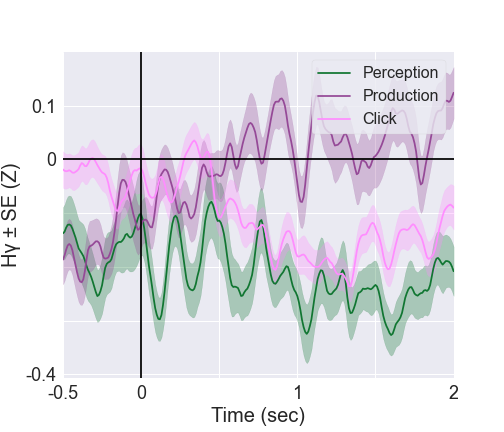 Perception
Production
Click
0.1
0
-0.4
Hγ ± SE (Z)
-0.5
0
1
2
Time (sec)